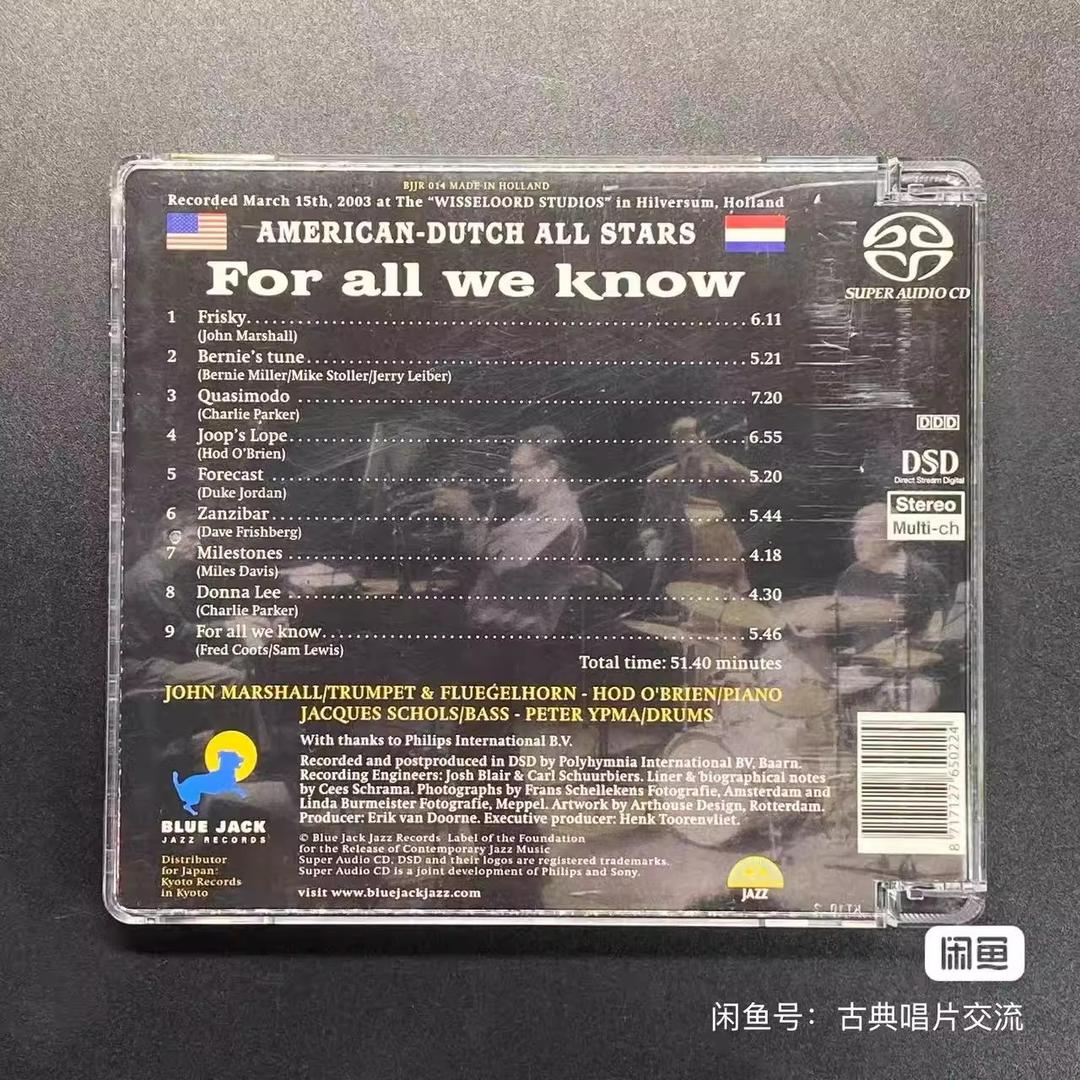 BJJR 014 MADE IN HOLLAND
Recorded March 15th, 2003 at The “WISSELOORD STUDIOS” in Hilversum, Holland
AMERICAN-DUTCH ALL STARS
For all we know
SUPER AUDIO CD
1 Frisky 6.11
(John Marshall)
2 Bernie's tune 5.21
(Bernie Miller/Mike Stoller/Jerry Leiber)
3 Quasimodo 7.20
(Charlie Parker)
4 Joop's Lope 6.55
(Hod O'Brien)
5 Forecast 5.20
(Duke Jordan)
6 Zanzibar 5.44
(Dave Frishberg)
7 Milestones 4.18
(Miles Davis)
8 Donna Lee 4.30
(Charlie Parker)
9 For all we know 5.46
(Fred Coots/Sam Lewis)
Total time: 51.40 minutes
DDD
DSD
Direct Stream Digital
Stereo
Multi-ch
JOHN MARSHALL/TRUMPET & FLUEGELHORN - HOD O'BRIEN/PIANO
JACQUES SCHOLS/BASS - PETER YPMA/DRUMS
With thanks to Philips International B.V.
Recorded and postproduced in DSD by Polyhymnia International BV, Baarn.
Recording Engineers: Josh Blair & Carl Schuurbiers. Liner & biographical notes
by Cees Schrama. Photographs by Frans Schellekens Fotografie, Amsterdam and
Linda Burmeister Fotografie, Meppel. Artwork by Arthouse Design, Rotterdam.
Producer: Erik van Doorne. Executive producer: Henk Toorenvliet.
© Blue Jack Jazz Records Label of the Foundation
for the Release of Contemporary Jazz Music
Super Audio CD, DSD and their logos are registered trademarks.
Super Audio CD is a joint development of Philips and Sony.
visit www.bluejackjazz.com
BLUE JACK
JAZZ RECORDS
Distributor
for Japan:
Kyoto Records
in Kyoto
JAZZ
8 717127 650224
闲鱼
闲鱼号：古典唱片交流